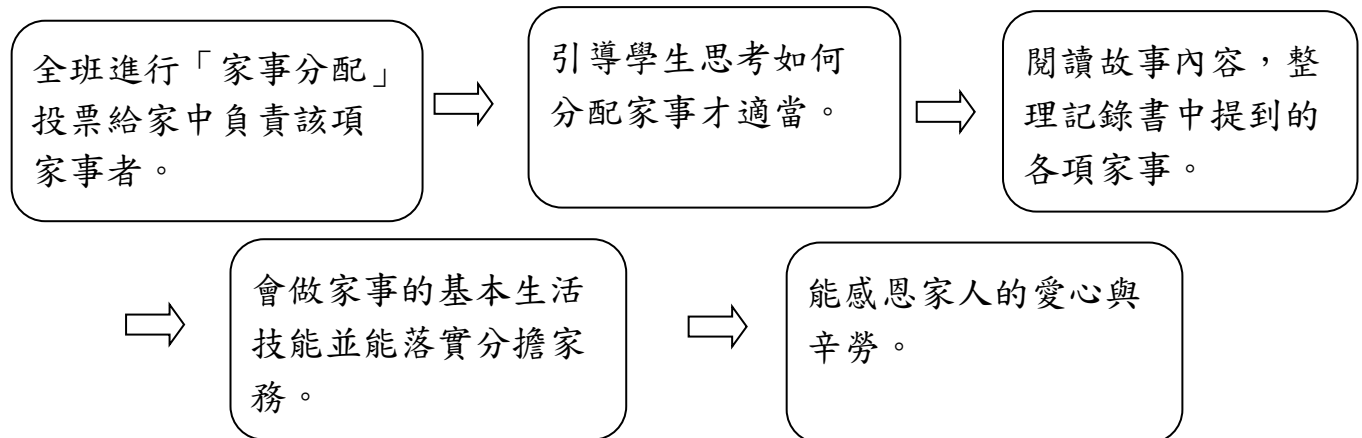 全班進行「家事分配」
投票給家中負責該項
家事者。
引導學生思考如何
分配家事才適當。
閱讀故事內容，整
理記錄書中提到的
各項家事。
會做家事的基本生活
技能並能落實分擔家
務。
能感恩家人的愛心與
辛勞。